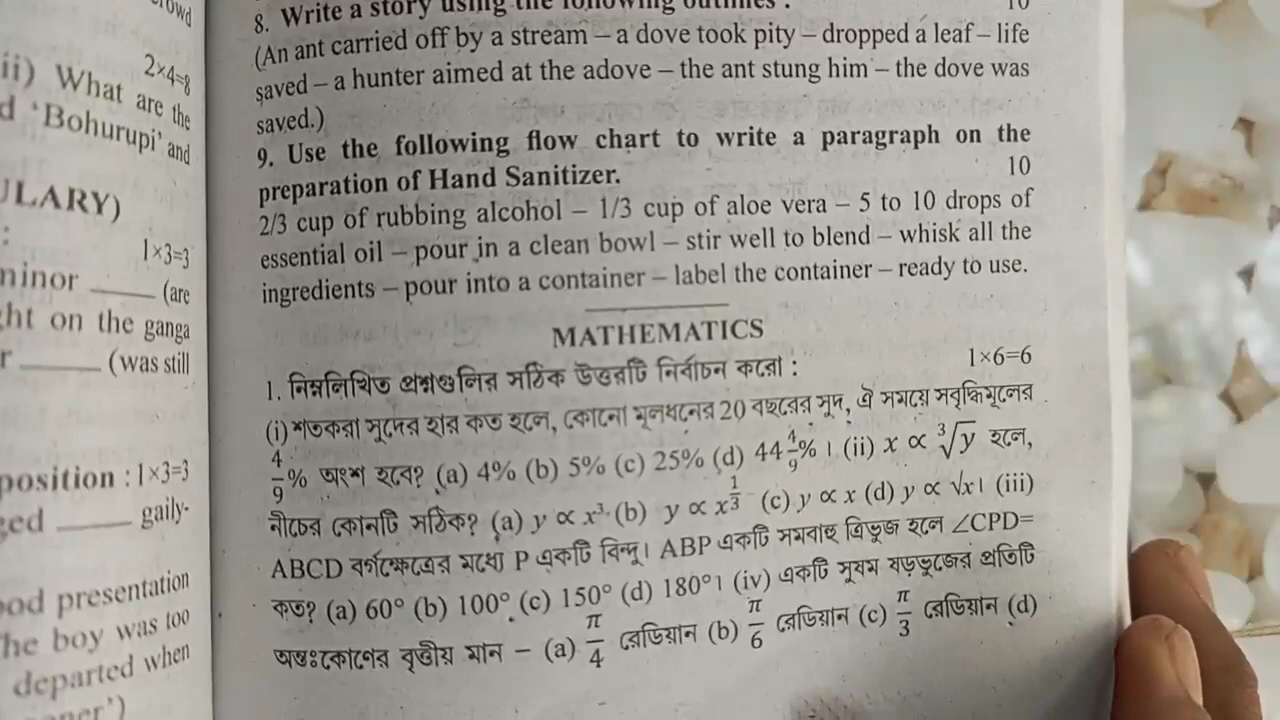 rowd
2×4=8
ii) What are the
d 'Bohurupi' and
ULARY)
:
1×3=3
ninor _____ (are
ght on the ganga
r _____ (was still
position : 1×3=3
ged _____ gaily-
ood presentation
he boy was too
departed when
oner')
8. Write a story using the following outlines : 10
(An ant carried off by a stream – a dove took pity – dropped a leaf – life
saved – a hunter aimed at the adove – the ant stung him – the dove was
saved.)
9. Use the following flow chart to write a paragraph on the
preparation of Hand Sanitizer. 10
2/3 cup of rubbing alcohol – 1/3 cup of aloe vera – 5 to 10 drops of
essential oil – pour in a clean bowl – stir well to blend – whisk all the
ingredients – pour into a container – label the container – ready to use.
MATHEMATICS
1. নিম্নলিখিত প্রশ্নগুলির সঠিক উত্তরটি নির্বাচন করো : 1×6=6
(i) শতকরা সুদের হার কত হলে, কোনো মূলধনের 20 বছরের সুদ, ঐ সময়ে সবৃদ্ধিমূলের
4/9% অংশ হবে? (a) 4% (b) 5% (c) 25% (d) 44 4/9% । (ii) x ∝ ∛y হলে,
নীচের কোনটি সঠিক? (a) y ∝ x³ (b) y ∝ x^1/3 (c) y ∝ x (d) y ∝ √x। (iii)
ABCD বর্গক্ষেত্রের মধ্যে P একটি বিন্দু। ABP একটি সমবাহু ত্রিভুজ হলে ∠CPD=
কত? (a) 60° (b) 100° (c) 150° (d) 180°। (iv) একটি সুষম ষড়ভুজের প্রতিটি
অন্তঃকোণের বৃত্তীয় মান – (a) π/4 রেডিয়ান (b) π/6 রেডিয়ান (c) π/3 রেডিয়ান (d)